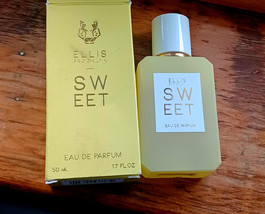 ELLIS
BROOKLYN
SW
EET
EAU DE PARFUM
50 mL 1.7 FL OZ
ELLIS
SW
EET
EAU DE PARFUM